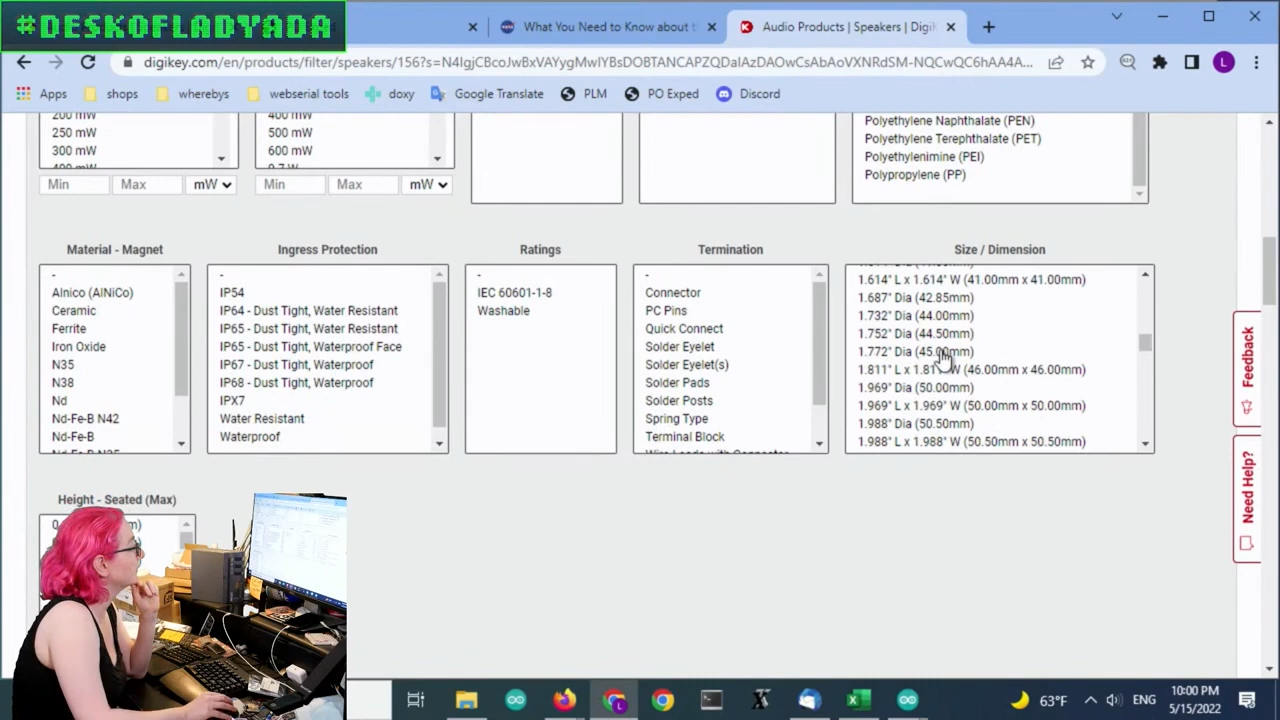 #DESKOFLADYADA
What You Need to Know about t
Audio Products | Speakers | Digi
digikey.com/en/products/filter/speakers/156?s=N4IgjCBcoJwBxVAYygMwIYBsDOBTANCAPZQDaIAzDAOwCsAbAoVXNRdSM-NQCwQC6hAA4A...
L
Apps
shops
whereby
webserial tools
doxy
Google Translate
PLM
PO Exped
Discord
200 mW
250 mW
300 mW
400 mW
500 mW
600 mW
0.7 W
Polyethylene Naphthalate (PEN)
Polyethylene Terephthalate (PET)
Polyethylenimine (PEI)
Polypropylene (PP)
Min
Max
mW
Min
Max
mW
Material - Magnet
-
Alnico (AlNiCo)
Ceramic
Ferrite
Iron Oxide
N35
N38
Nd
Nd-Fe-B N42
Nd-Fe-B
Ingress Protection
-
IP54
IP64 - Dust Tight, Water Resistant
IP65 - Dust Tight, Water Resistant
IP65 - Dust Tight, Waterproof Face
IP67 - Dust Tight, Waterproof
IP68 - Dust Tight, Waterproof
IPX7
Water Resistant
Waterproof
Ratings
-
IEC 60601-1-8
Washable
Termination
-
Connector
PC Pins
Quick Connect
Solder Eyelet
Solder Eyelet(s)
Solder Pads
Solder Posts
Spring Type
Terminal Block
Wire Leads with Connector
Size / Dimension
1.614" L x 1.614" W (41.00mm x 41.00mm)
1.687" Dia (42.85mm)
1.732" Dia (44.00mm)
1.752" Dia (44.50mm)
1.772" Dia (45.00mm)
1.811" L x 1.811" W (46.00mm x 46.00mm)
1.969" Dia (50.00mm)
1.969" L x 1.969" W (50.00mm x 50.00mm)
1.988" Dia (50.50mm)
1.988" L x 1.988" W (50.50mm x 50.50mm)
Height - Seated (Max)
Feedback
Need Help?
63°F
ENG
10:00 PM
5/15/2022